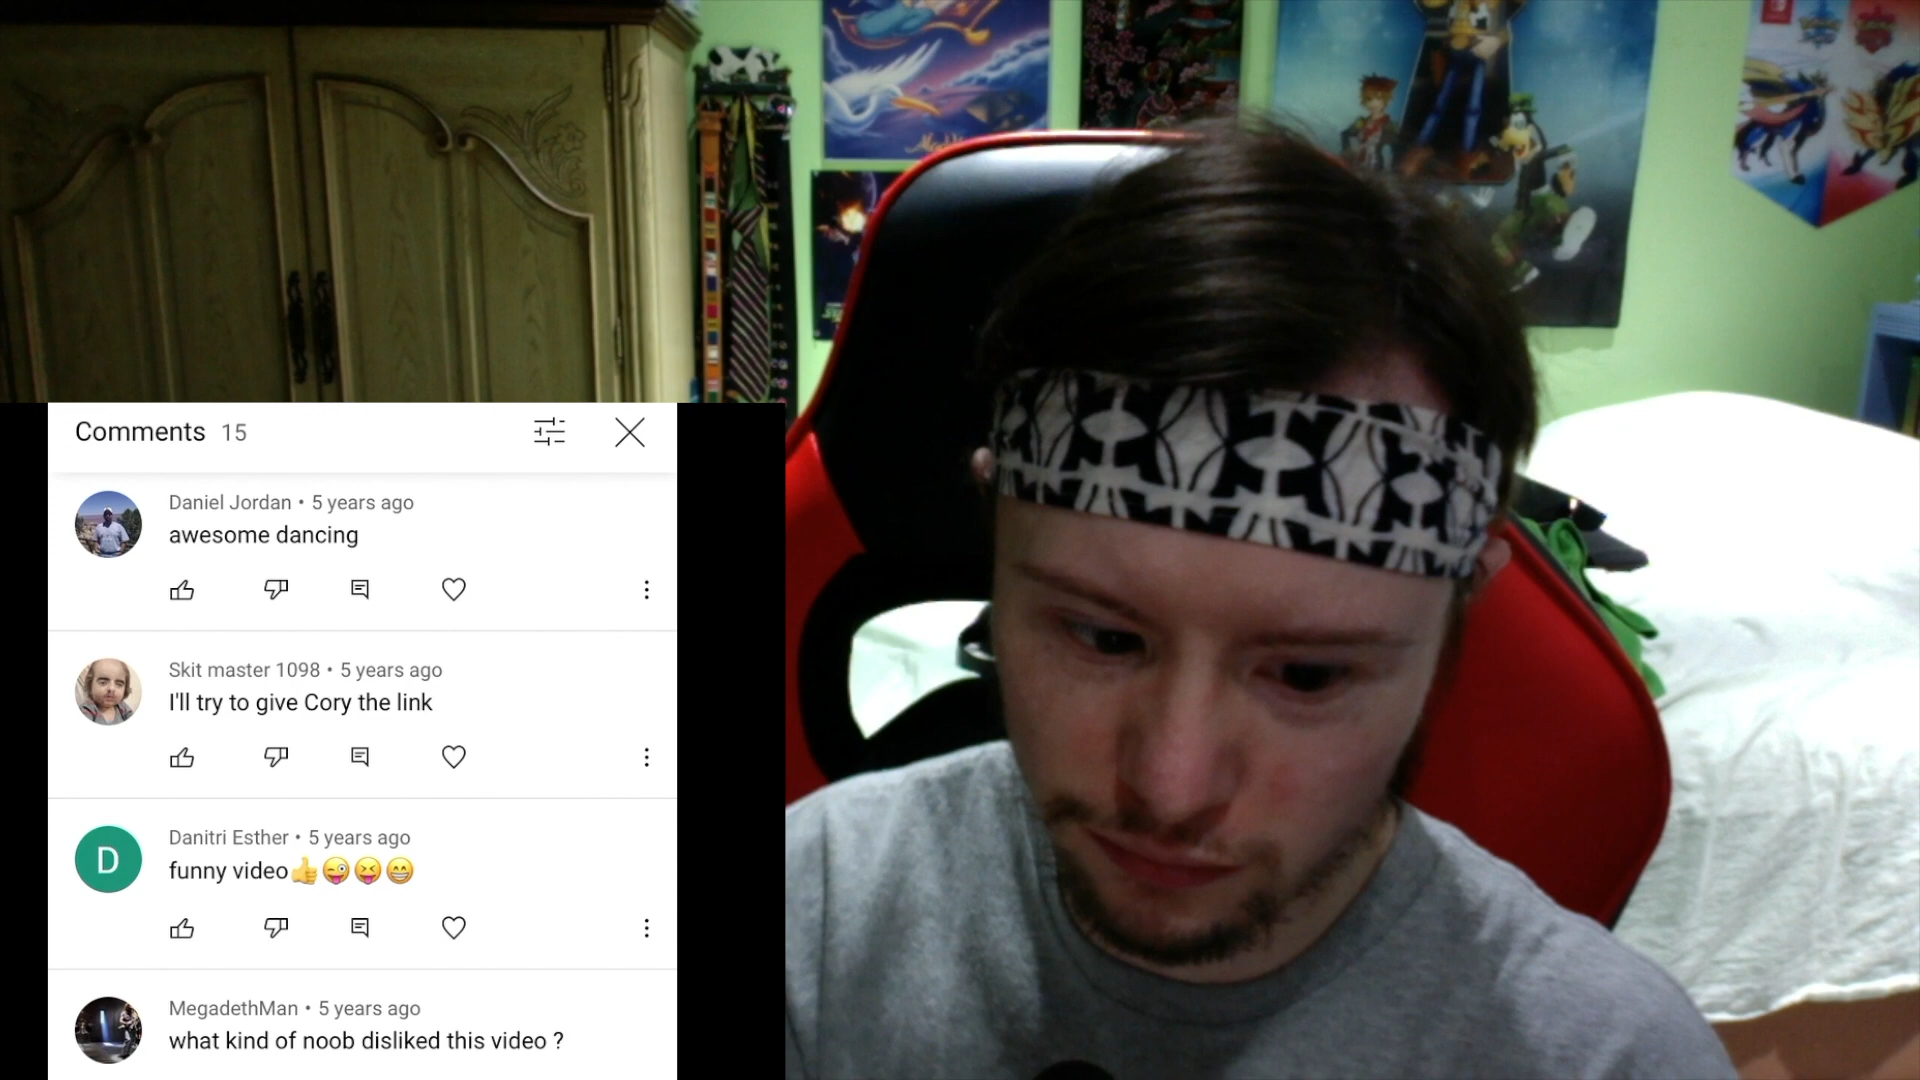 Comments 15
Daniel Jordan • 5 years ago
awesome dancing
Skit master 1098 • 5 years ago
I'll try to give Cory the link
D
Danitri Esther • 5 years ago
funny video👍😜😝😁
MegadethMan • 5 years ago
what kind of noob disliked this video ?